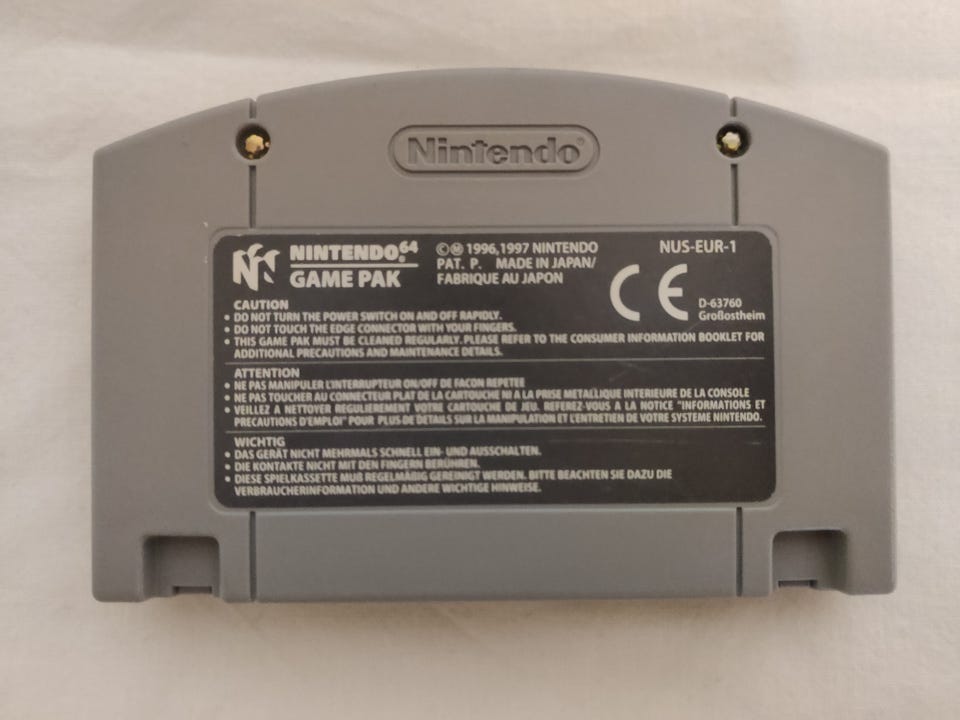 Nintendo®
NINTENDO.64
GAME PAK
©Ⓜ 1996,1997 NINTENDO
PAT. P. MADE IN JAPAN/
FABRIQUE AU JAPON
NUS-EUR-1
CE
D-63760
Großostheim
CAUTION
• DO NOT TURN THE POWER SWITCH ON AND OFF RAPIDLY.
• DO NOT TOUCH THE EDGE CONNECTOR WITH YOUR FINGERS.
• THIS GAME PAK MUST BE CLEANED REGULARLY. PLEASE REFER TO THE CONSUMER INFORMATION BOOKLET FOR
ADDITIONAL PRECAUTIONS AND MAINTENANCE DETAILS.
ATTENTION
• NE PAS MANIPULER L'INTERRUPTEUR ON/OFF DE FACON REPETEE
• NE PAS TOUCHER AU CONNECTEUR PLAT DE LA CARTOUCHE NI A LA PRISE METALLIQUE INTERIEURE DE LA CONSOLE
• VEILLEZ A NETTOYER REGULIEREMENT VOTRE CARTOUCHE DE JEU. REFEREZ-VOUS A LA NOTICE "INFORMATIONS ET
PRECAUTIONS D'EMPLOI" POUR PLUS DE DETAILS SUR LA MANIPULATION ET L'ENTRETIEN DE VOTRE SYSTEME NINTENDO.
WICHTIG
• DAS GERÄT NICHT MEHRMALS SCHNELL EIN- UND AUSSCHALTEN.
• DIE KONTAKTE NICHT MIT DEN FINGERN BERÜHREN.
• DIESE SPIELKASSETTE MUß REGELMÄßIG GEREINIGT WERDEN. BITTE BEACHTEN SIE DAZU DIE
VERBRAUCHERINFORMATION UND ANDERE WICHTIGE HINWEISE.